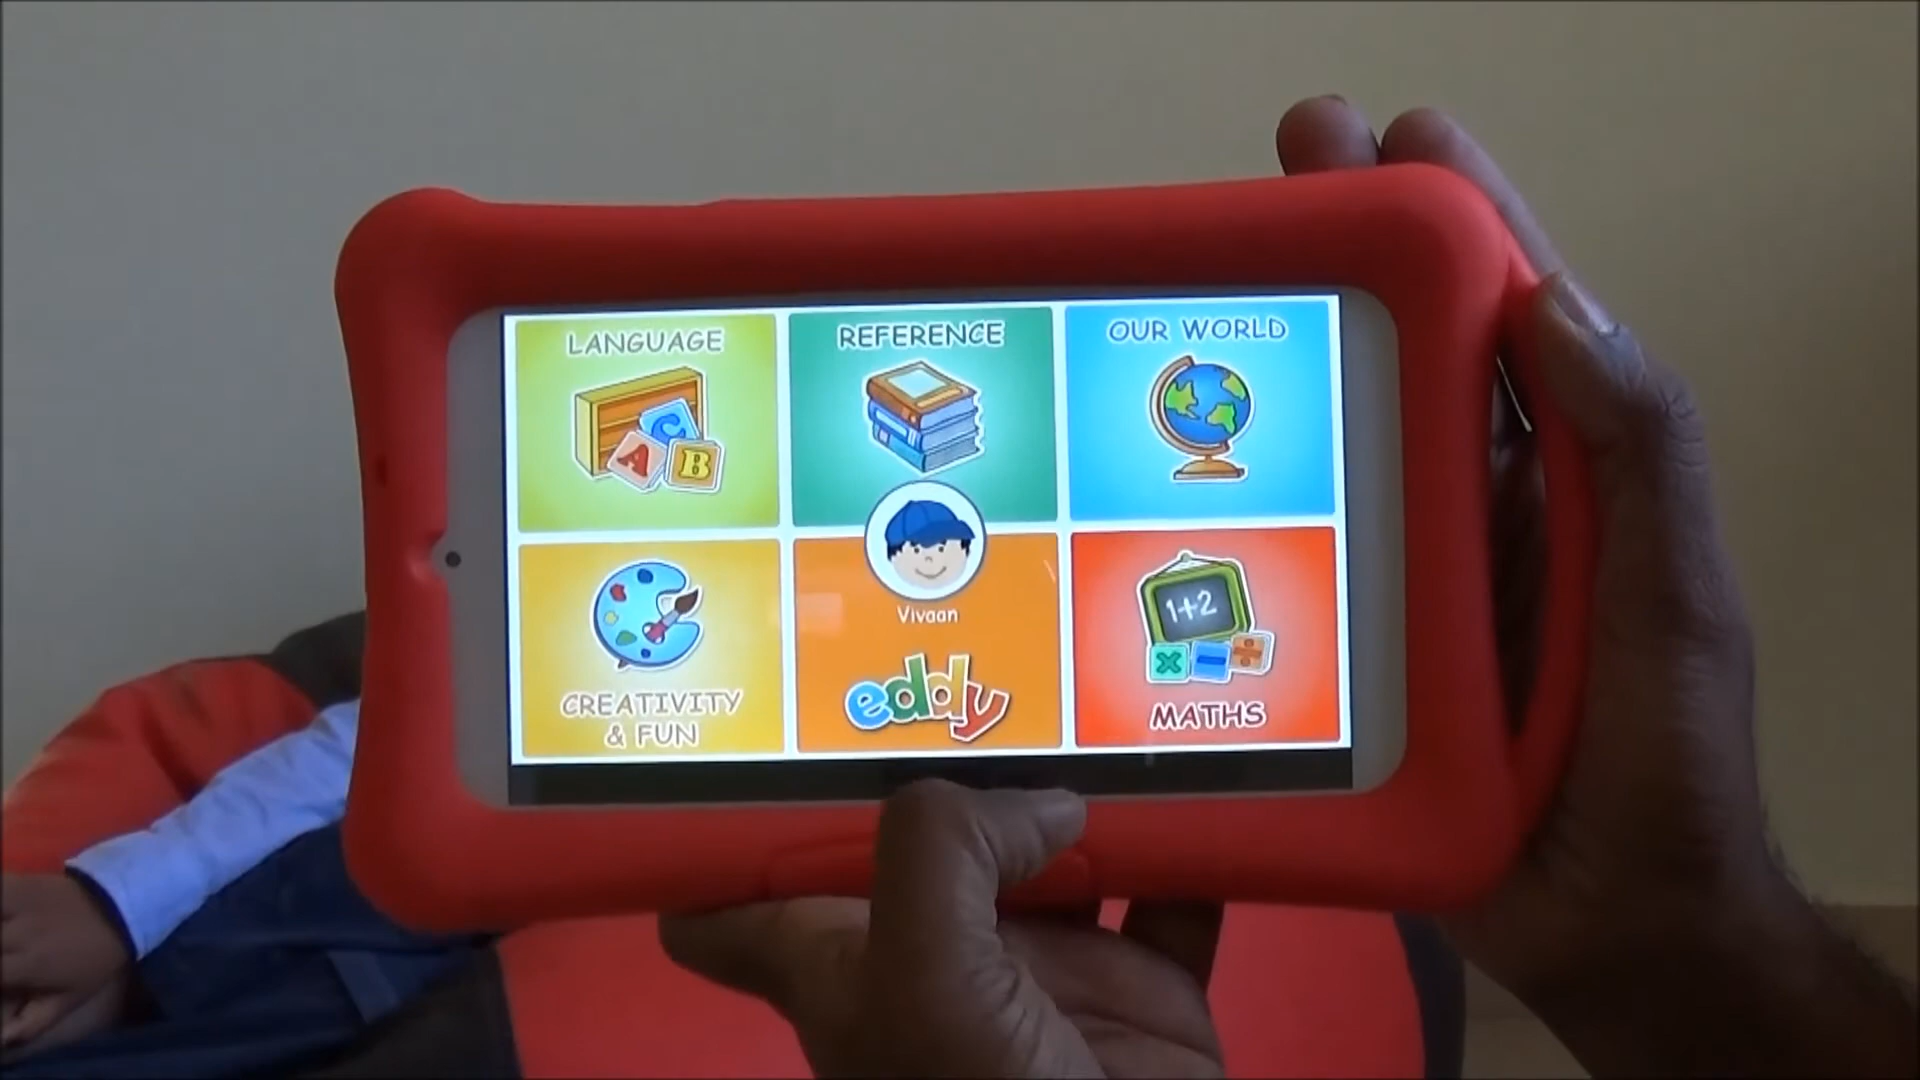 LANGUAGE
REFERENCE
OUR WORLD
C
A B
Vivaan
1+2
× − ÷
CREATIVITY
& FUN
eddy
MATHS